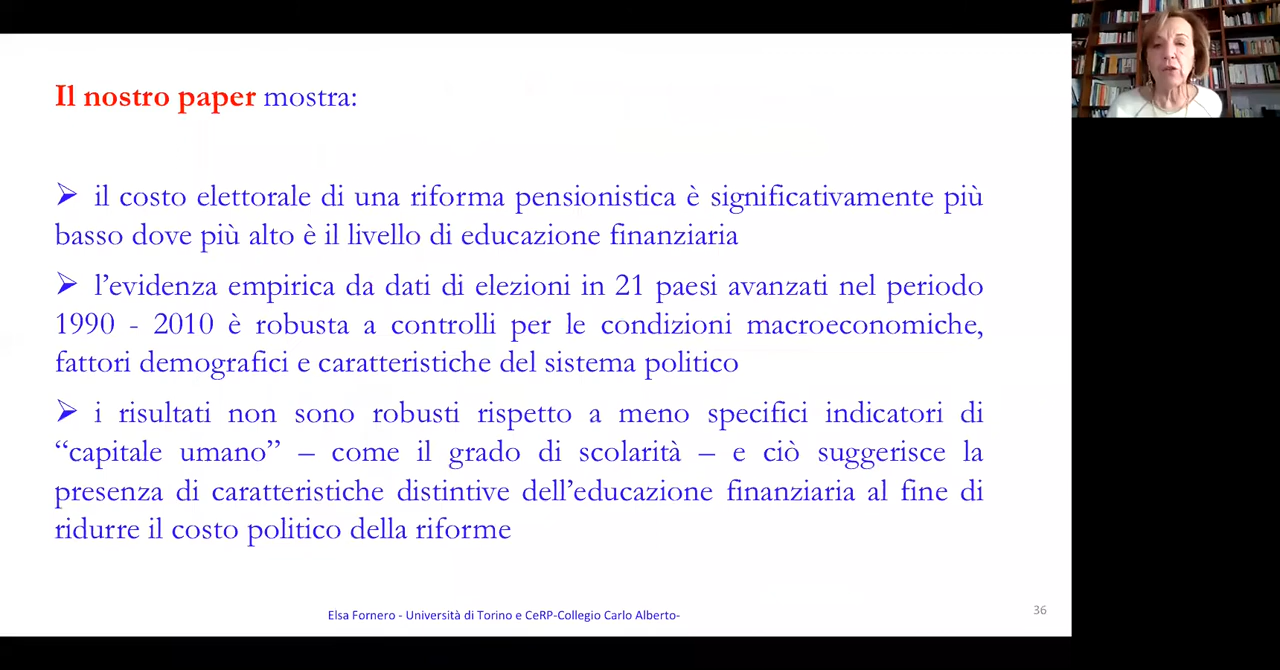 Il nostro paper mostra:
➢ il costo elettorale di una riforma pensionistica è significativamente più
basso dove più alto è il livello di educazione finanziaria
➢ l’evidenza empirica da dati di elezioni in 21 paesi avanzati nel periodo
1990 - 2010 è robusta a controlli per le condizioni macroeconomiche,
fattori demografici e caratteristiche del sistema politico
➢ i risultati non sono robusti rispetto a meno specifici indicatori di
“capitale umano” – come il grado di scolarità – e ciò suggerisce la
presenza di caratteristiche distintive dell’educazione finanziaria al fine di
ridurre il costo politico della riforme
Elsa Fornero - Università di Torino e CeRP-Collegio Carlo Alberto-
36